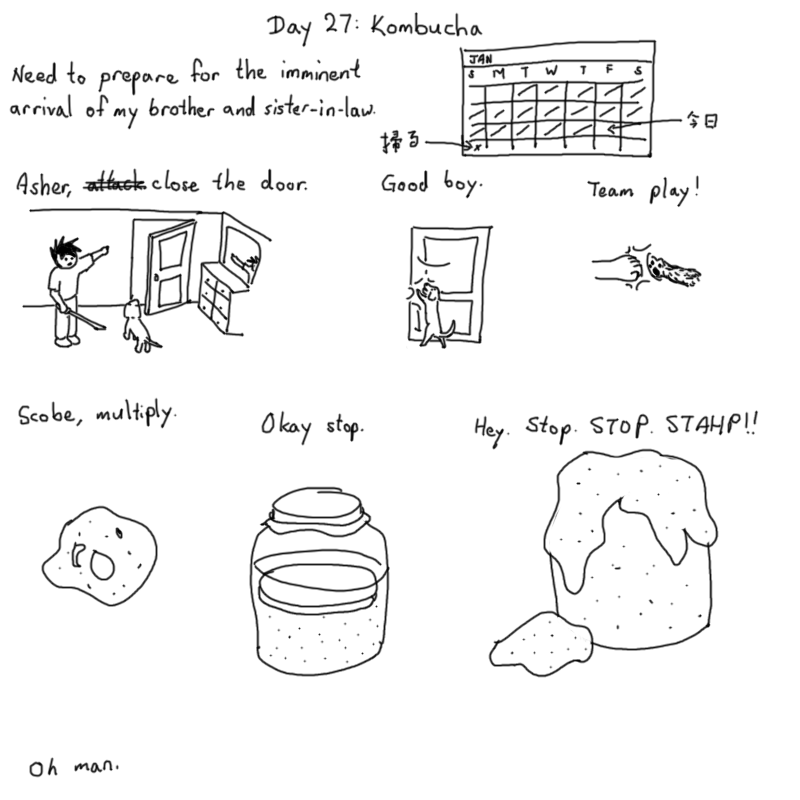 Day 27: Kombucha
Need to prepare for the imminent
arrival of my brother and sister-in-law.
JAN
S M T W T F S
今日
掃る
Asher, attack close the door.
Good boy.
Team play!
Scobe, multiply.
Okay stop.
Hey. Stop. STOP. STAHP!!
Oh man.